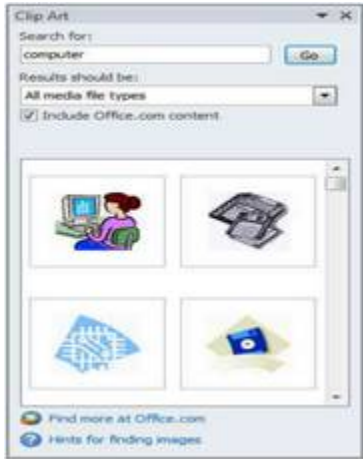 Clip Art
Search for:
computer Go
Results should be:
All media file types
Include Office.com content
Find more at Office.com
Hints for finding images